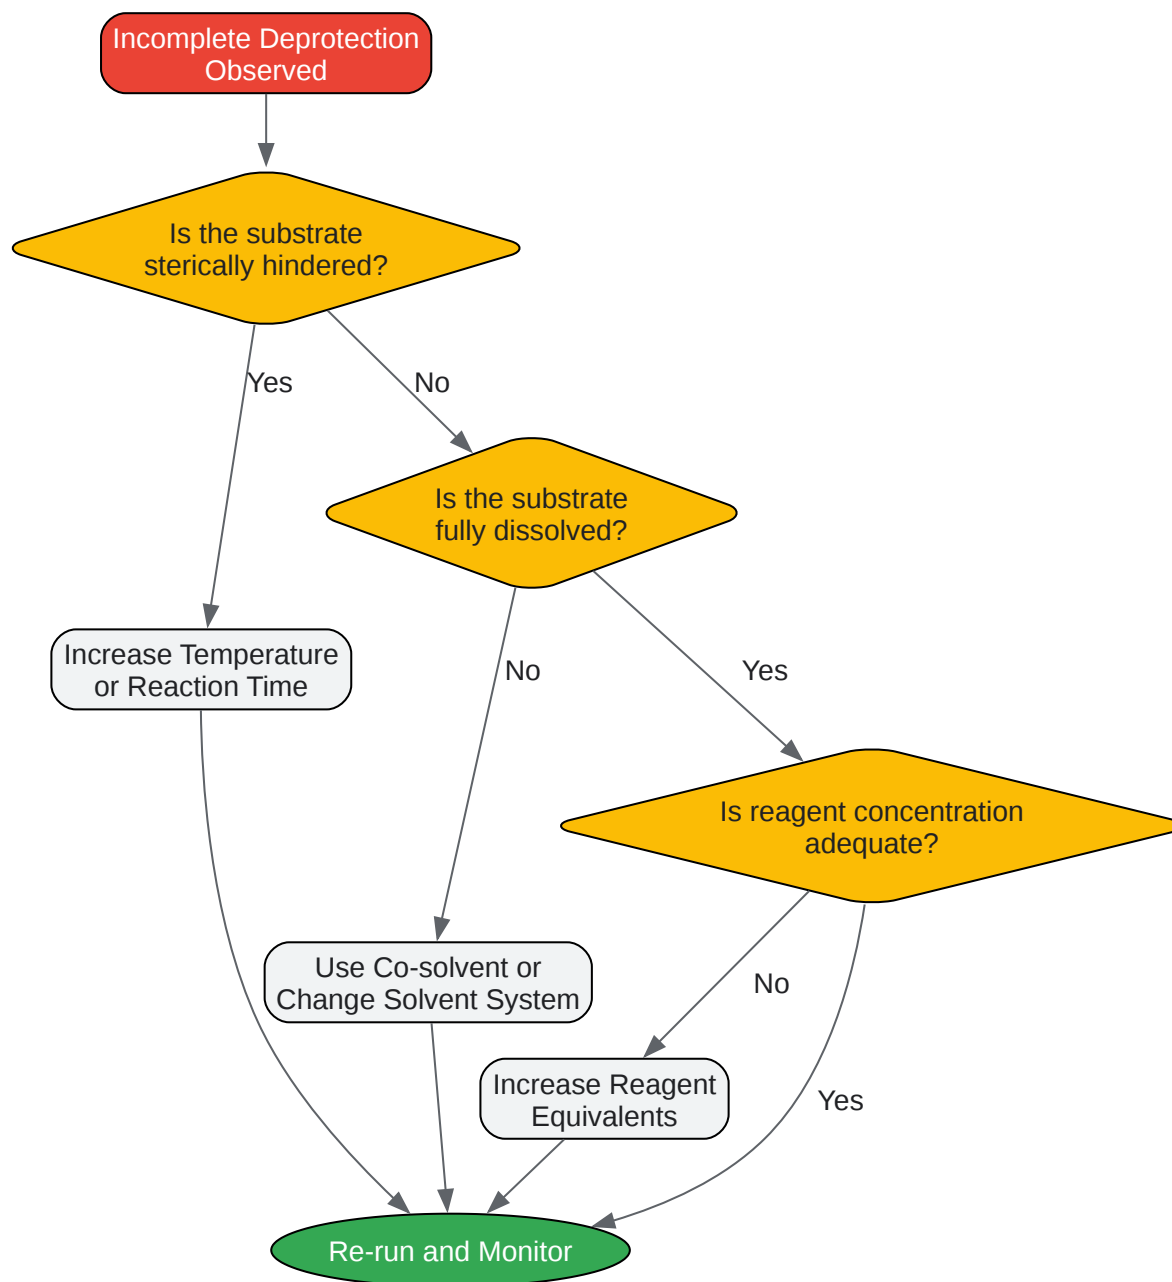 Incomplete Deprotection
Observed
Is the substrate
sterically hindered?
Yes
No
Is the substrate
fully dissolved?
Increase Temperature
or Reaction Time
No
Yes
Is reagent concentration
adequate?
Use Co-solvent or
Change Solvent System
No
Increase Reagent
Equivalents
Yes
Re-run and Monitor